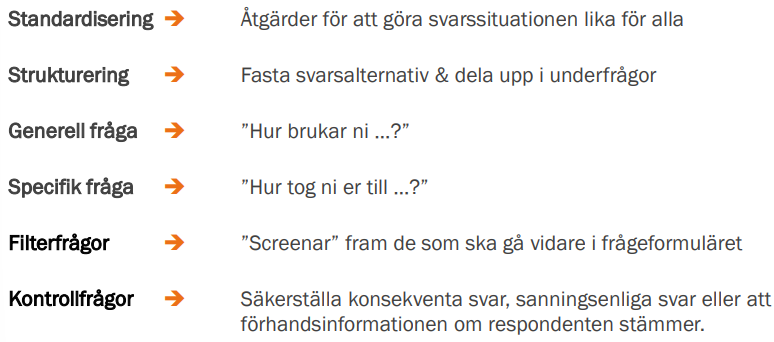 Standardisering → Åtgärder för att göra svarssituationen lika för alla
Strukturering → Fasta svarsalternativ & dela upp i underfrågor
Generell fråga → ”Hur brukar ni ...?”
Specifik fråga → ”Hur tog ni er till ...?”
Filterfrågor → ”Screenar” fram de som ska gå vidare i frågeformuläret
Kontrollfrågor → Säkerställa konsekventa svar, sanningsenliga svar eller att
förhandsinformationen om respondenten stämmer.